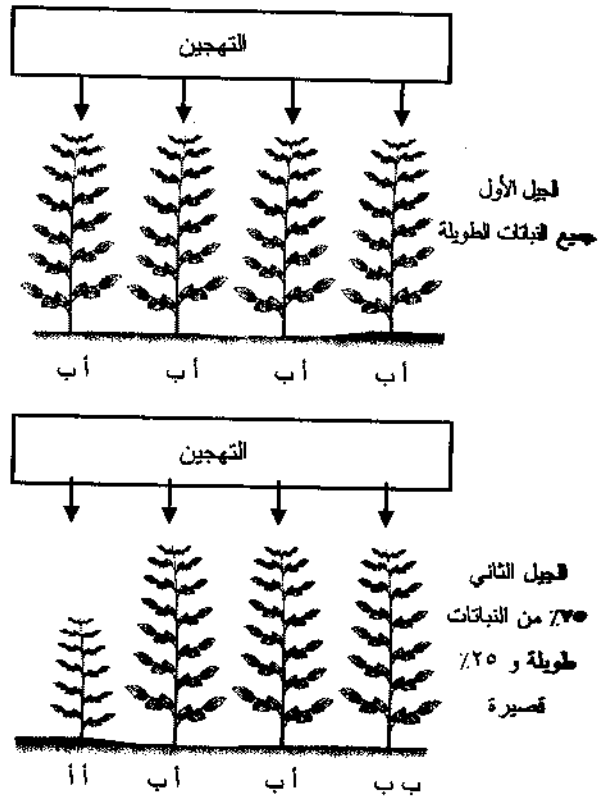 التهجين
الجيل الأول
جميع النباتات الطويلة
أ ب أ ب أ ب أ ب
التهجين
الجيل الثاني
٧٥٪ من النباتات
طويلة و ٢٥٪
قصيرة
ب ب أ ب أ ب أ أ